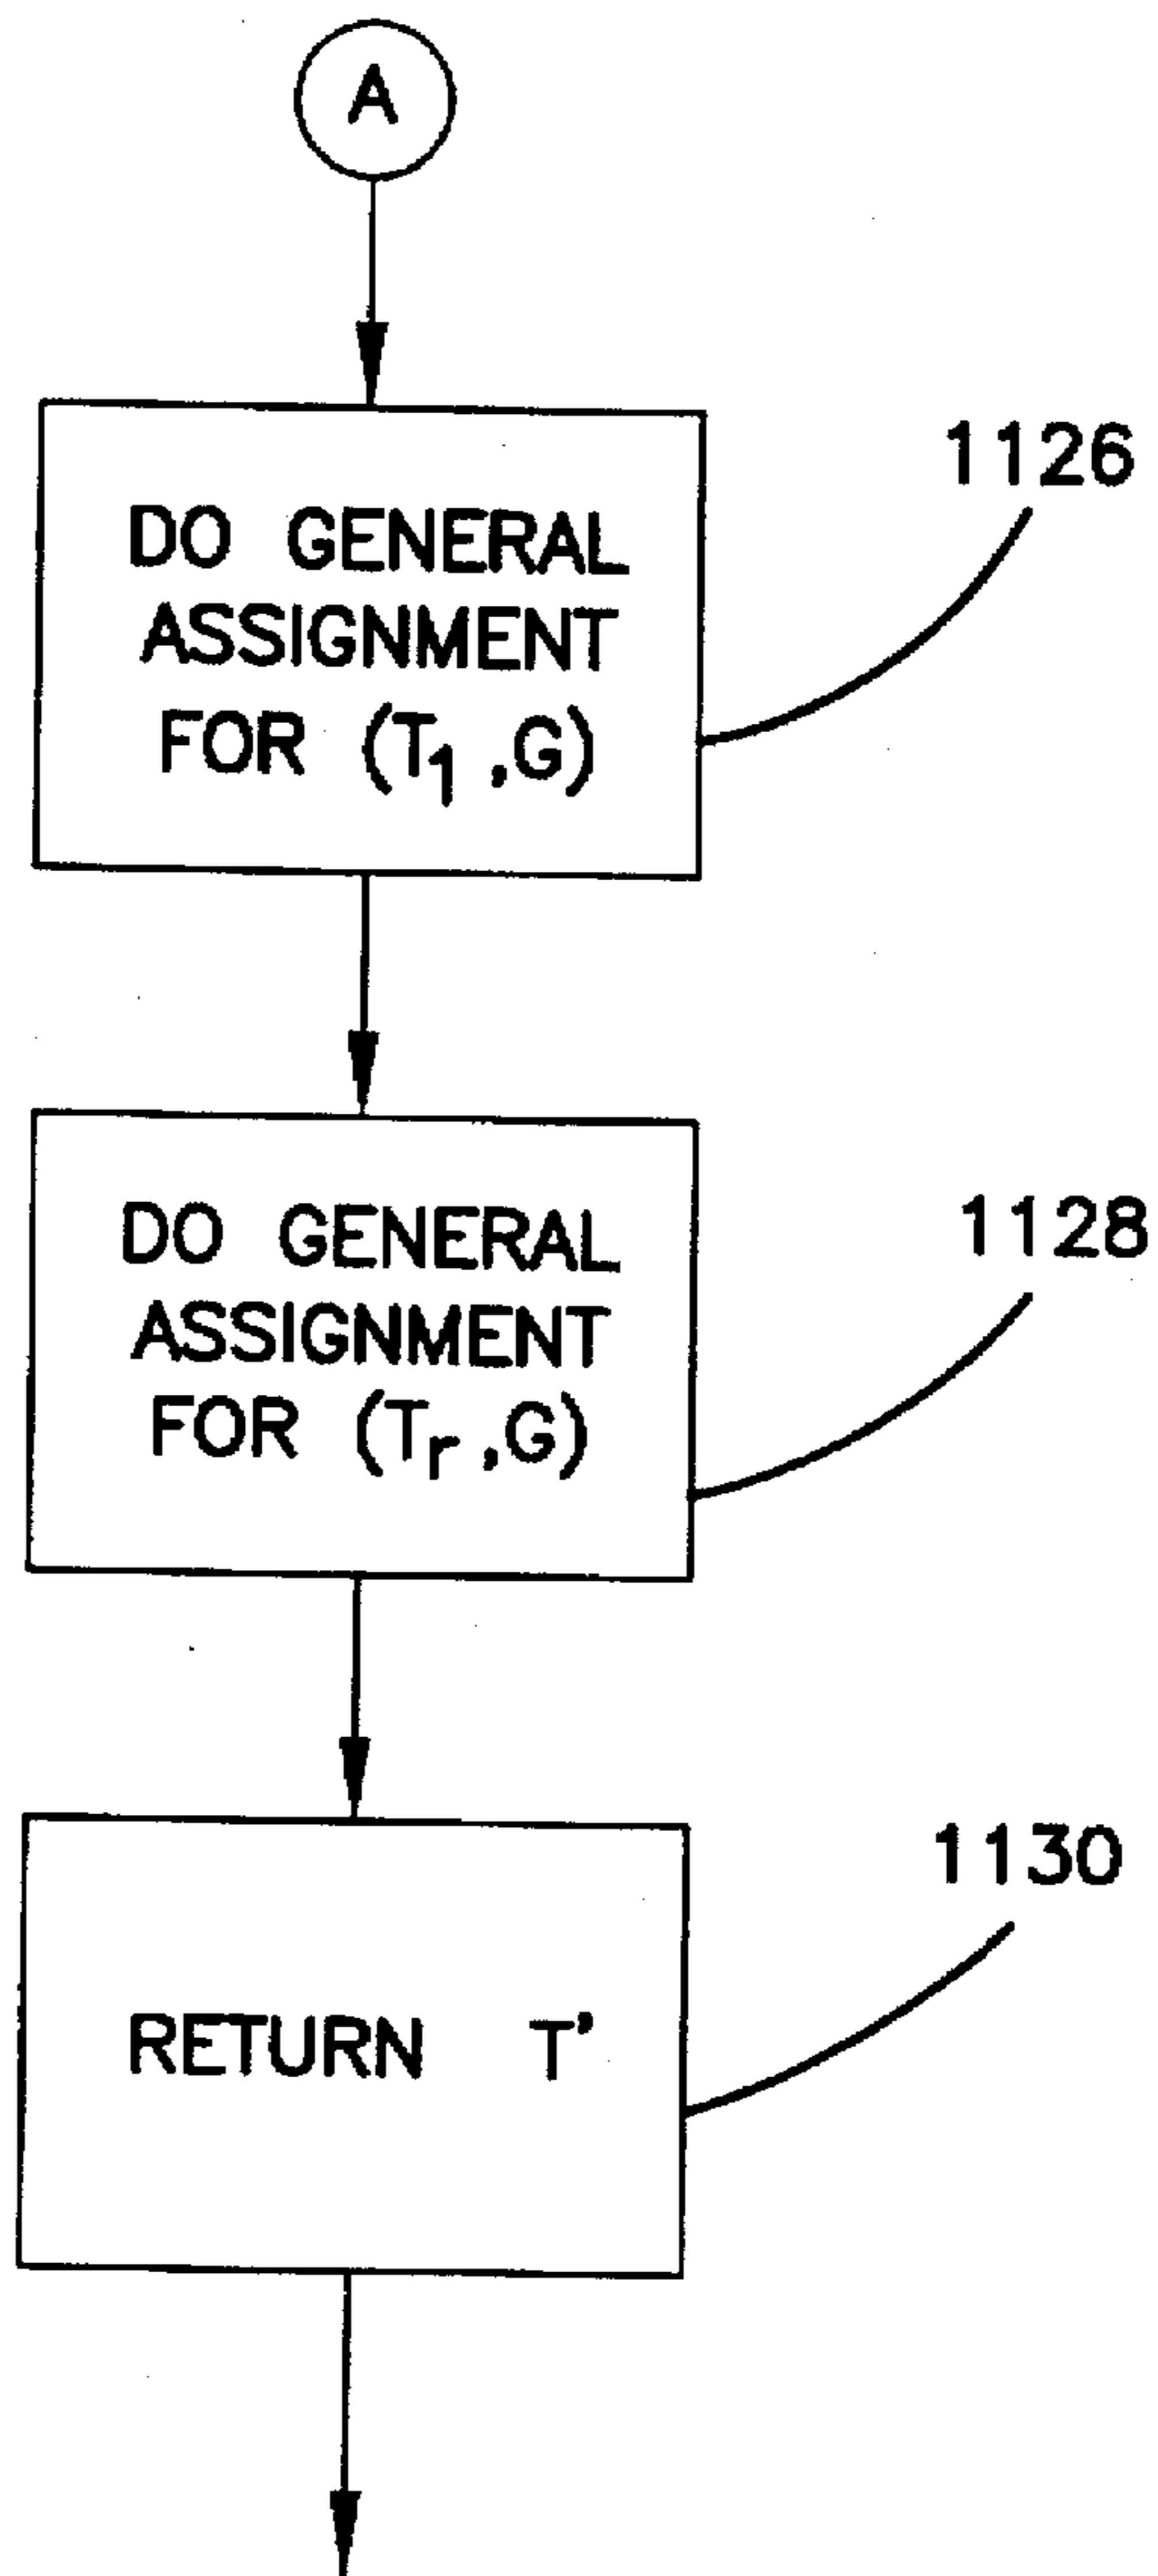 A
1126
DO GENERAL
ASSIGNMENT
FOR (T₁ ,G)
1128
DO GENERAL
ASSIGNMENT
FOR (Tᵣ ,G)
1130
RETURN T'